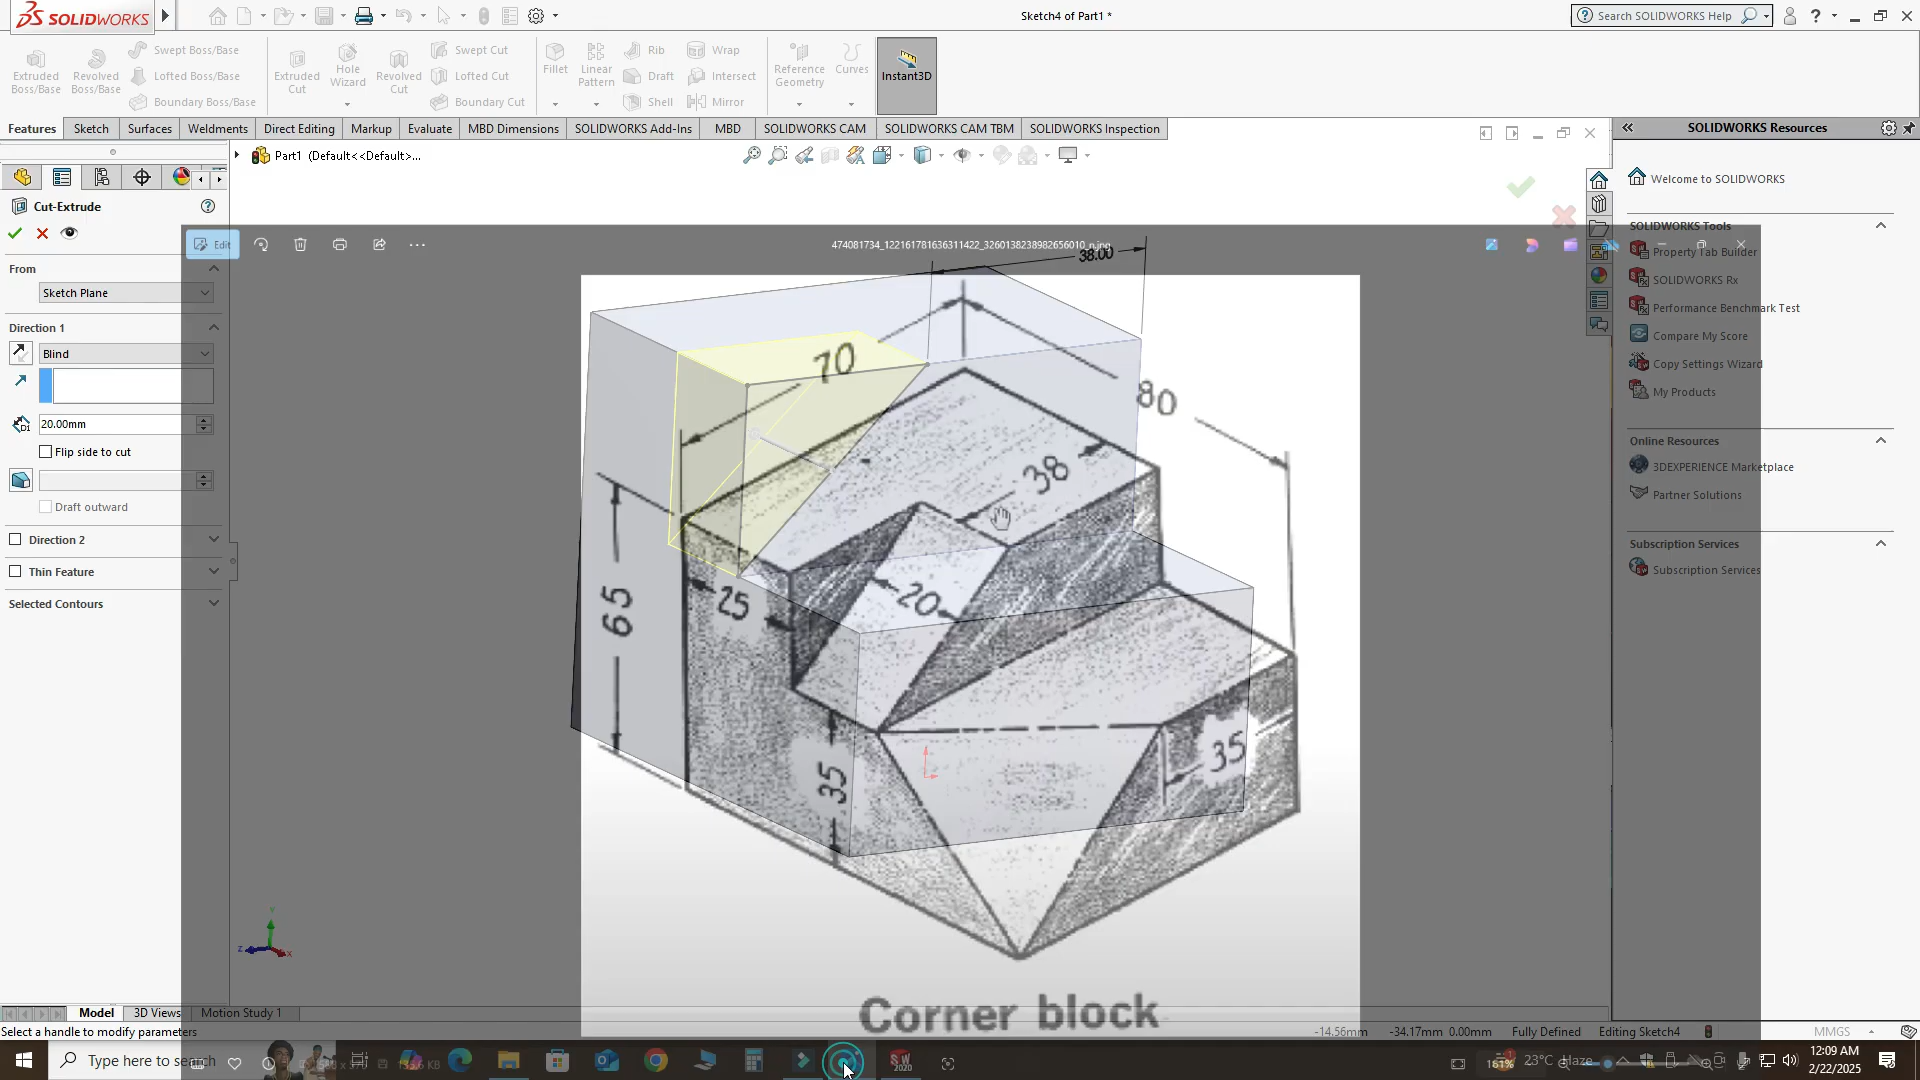 SOLIDWORKS
Sketch4 of Part1 *
Search SOLIDWORKS Help
Extruded Boss/Base
Revolved Boss/Base
Swept Boss/Base
Lofted Boss/Base
Boundary Boss/Base
Extruded Cut
Hole Wizard
Revolved Cut
Swept Cut
Lofted Cut
Boundary Cut
Fillet
Linear Pattern
Rib
Draft
Shell
Wrap
Intersect
Mirror
Reference Geometry
Curves
Instant3D
Features Sketch Surfaces Weldments Direct Editing Markup Evaluate MBD Dimensions SOLIDWORKS Add-Ins MBD SOLIDWORKS CAM SOLIDWORKS CAM TBM SOLIDWORKS Inspection
Part1 (Default<<Default>...
Cut-Extrude
From
Sketch Plane
Direction 1
Blind
20.00mm
Flip side to cut
Draft outward
Direction 2
Thin Feature
Selected Contours
Edit
474081734_122161781636311422_3260138238982656010_n.jpg
38.00
70
80
38
65
25
20
35
35
Corner block
SOLIDWORKS Resources
Welcome to SOLIDWORKS
SOLIDWORKS Tools
Property Tab Builder
SOLIDWORKS Rx
Performance Benchmark Test
Compare My Score
Copy Settings Wizard
My Products
Online Resources
3DEXPERIENCE Marketplace
Partner Solutions
Subscription Services
Subscription Services
Model 3D Views Motion Study 1
Select a handle to modify parameters
-14.56mm -34.17mm 0.00mm Fully Defined Editing Sketch4
MMGS
Type here to search
23°C Haze
12:09 AM
2/22/2025